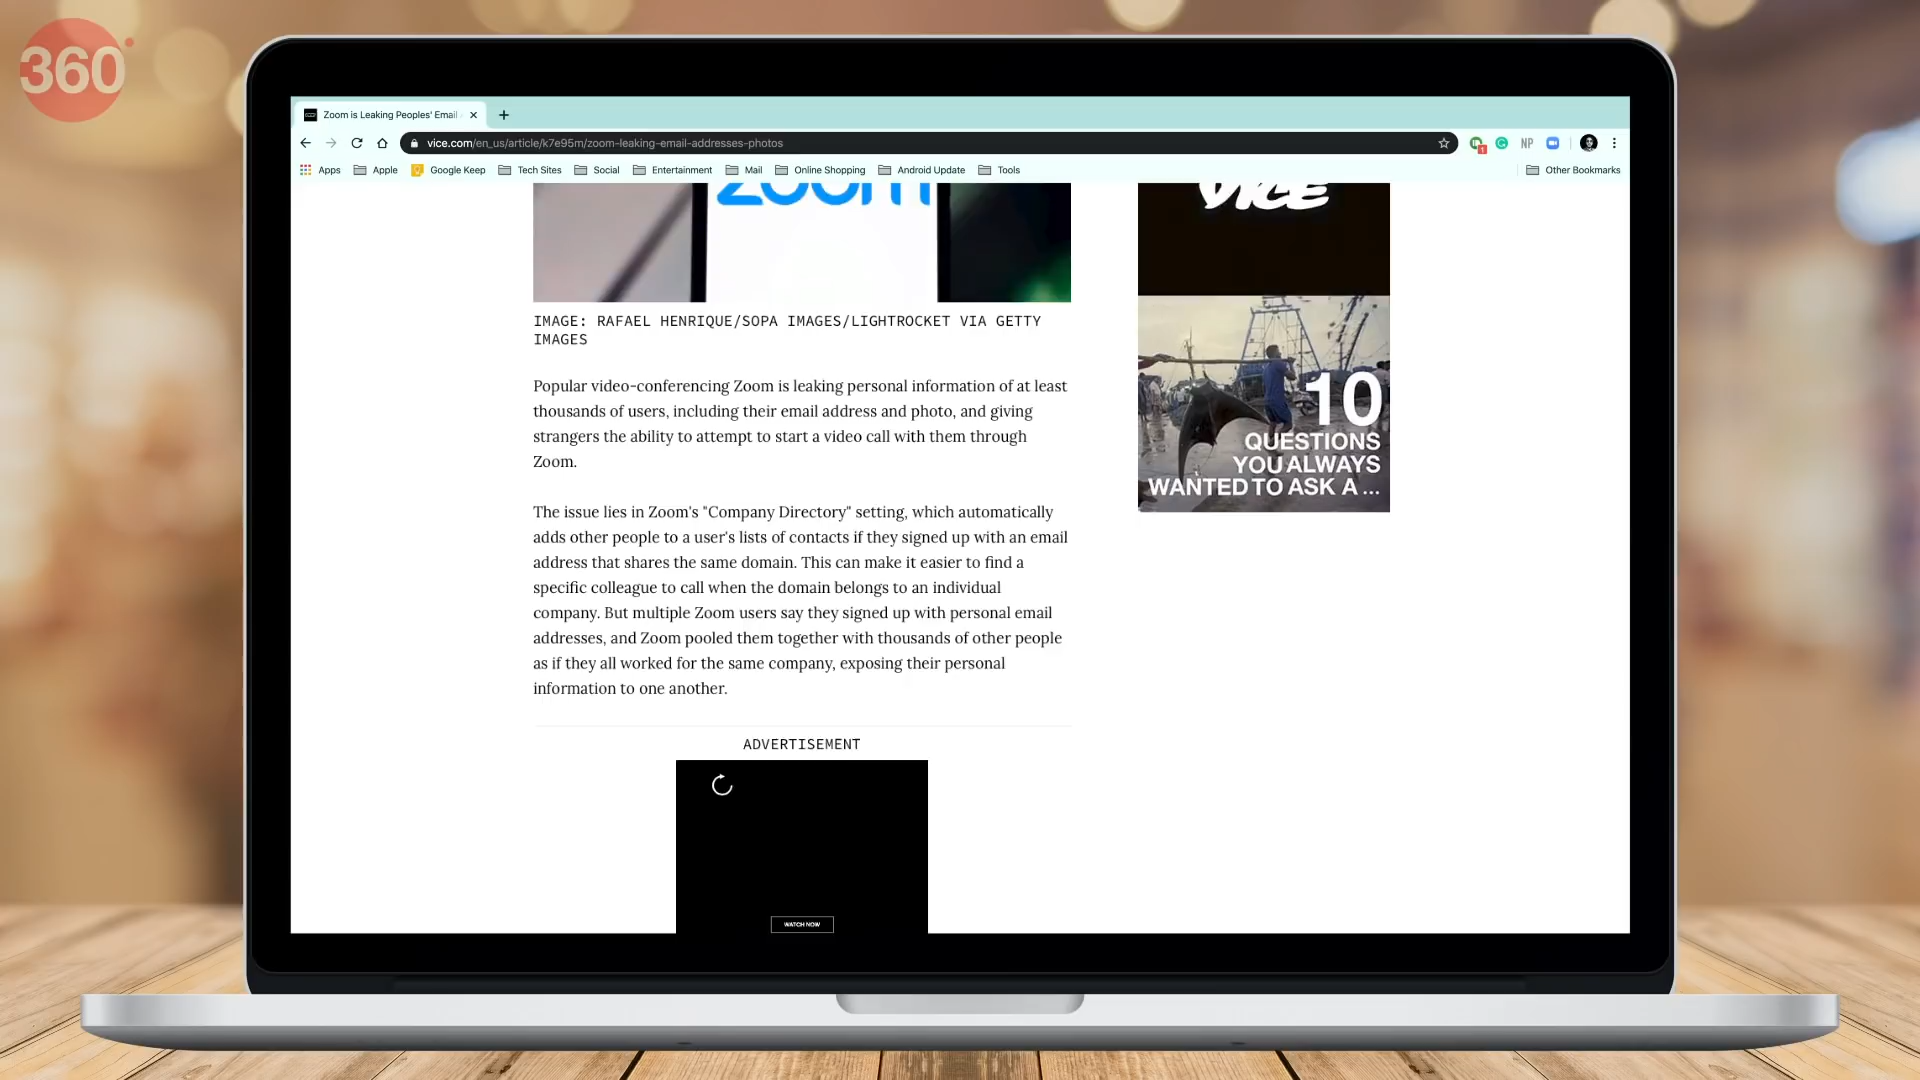 360
Zoom is Leaking Peoples' Email
vice.com/en_us/article/k7e95m/zoom-leaking-email-addresses-photos
1
NP
Apps Apple Google Keep Tech Sites Social Entertainment Mail Online Shopping Android Update Tools Other Bookmarks
zoom
VICE
IMAGE: RAFAEL HENRIQUE/SOPA IMAGES/LIGHTROCKET VIA GETTY
IMAGES
Popular video-conferencing Zoom is leaking personal information of at least
thousands of users, including their email address and photo, and giving
strangers the ability to attempt to start a video call with them through
Zoom.
The issue lies in Zoom's "Company Directory" setting, which automatically
adds other people to a user's lists of contacts if they signed up with an email
address that shares the same domain. This can make it easier to find a
specific colleague to call when the domain belongs to an individual
company. But multiple Zoom users say they signed up with personal email
addresses, and Zoom pooled them together with thousands of other people
as if they all worked for the same company, exposing their personal
information to one another.
10
QUESTIONS
YOU ALWAYS
WANTED TO ASK A ...
ADVERTISEMENT
WATCH NOW